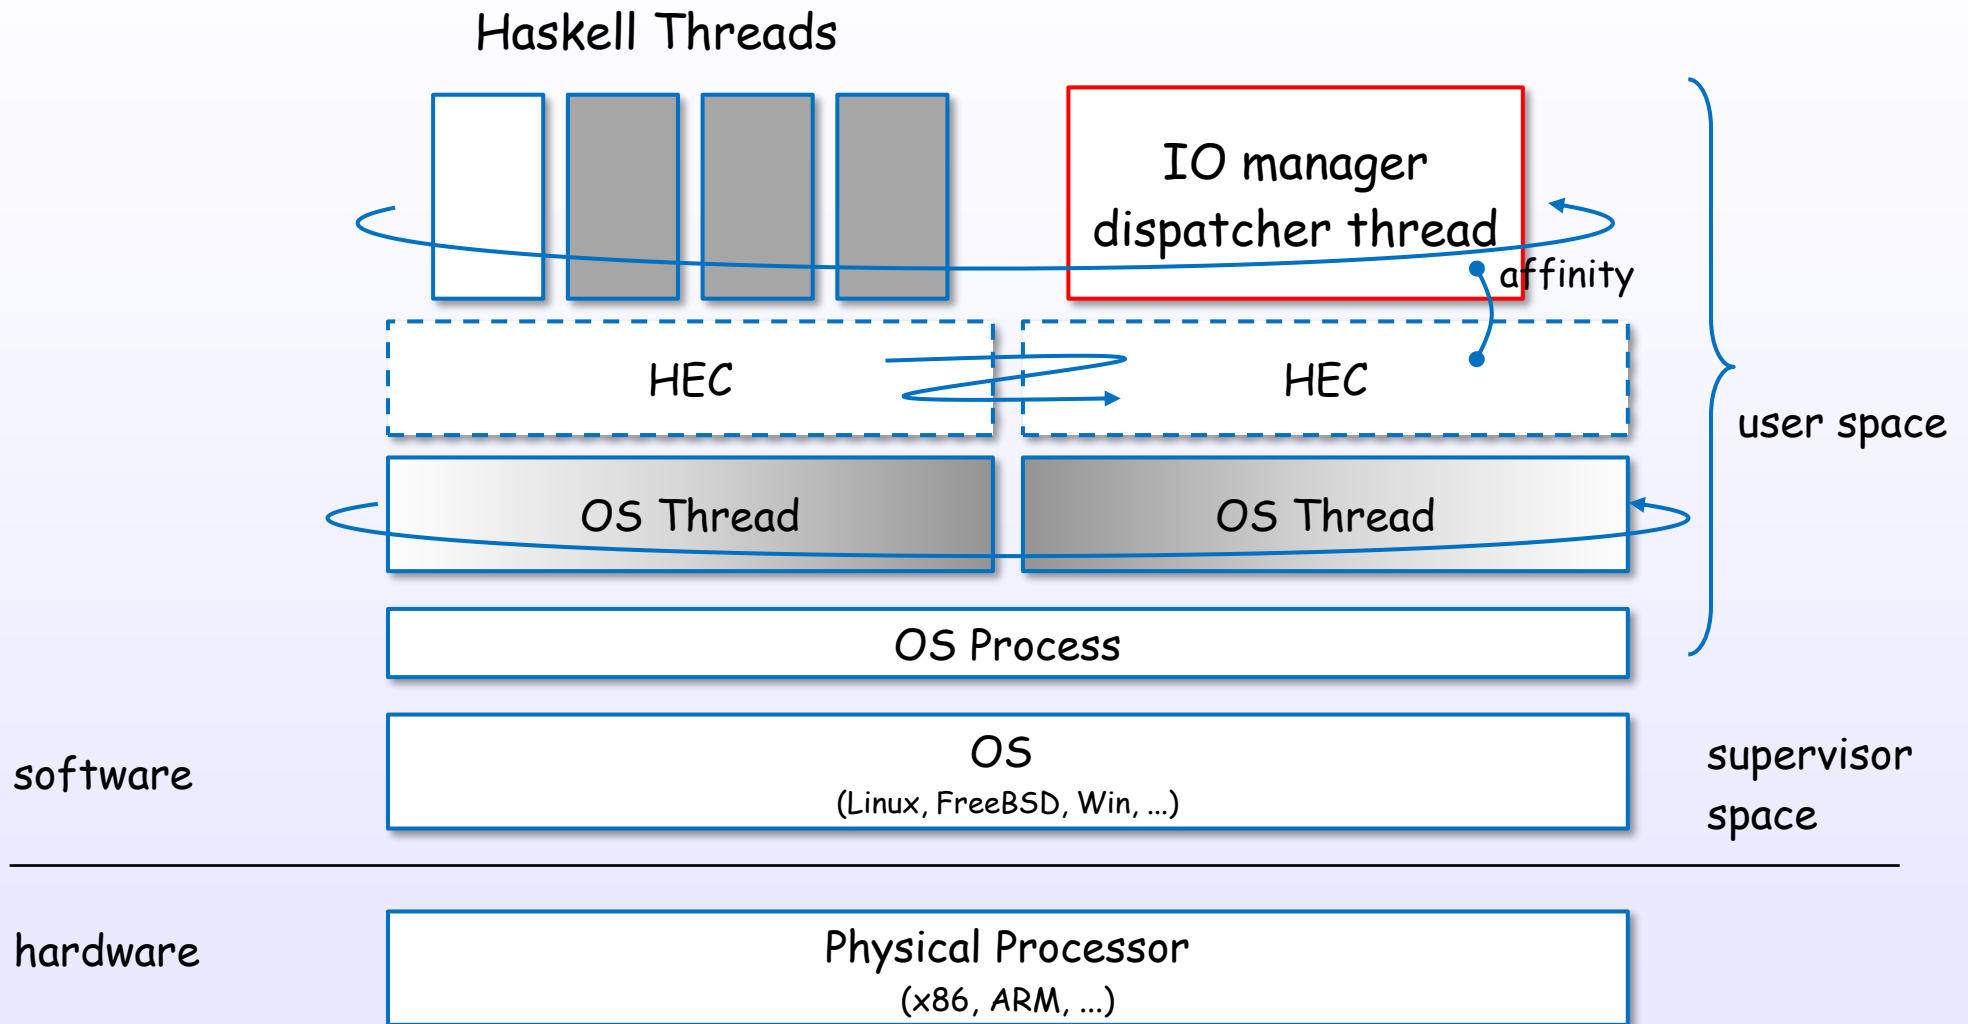 Haskell Threads
IO manager
dispatcher thread
affinity
HEC
HEC
user space
OS Thread
OS Thread
OS Process
software
OS
(Linux, FreeBSD, Win, ...)
supervisor
space
hardware
Physical Processor
(x86, ARM, ...)